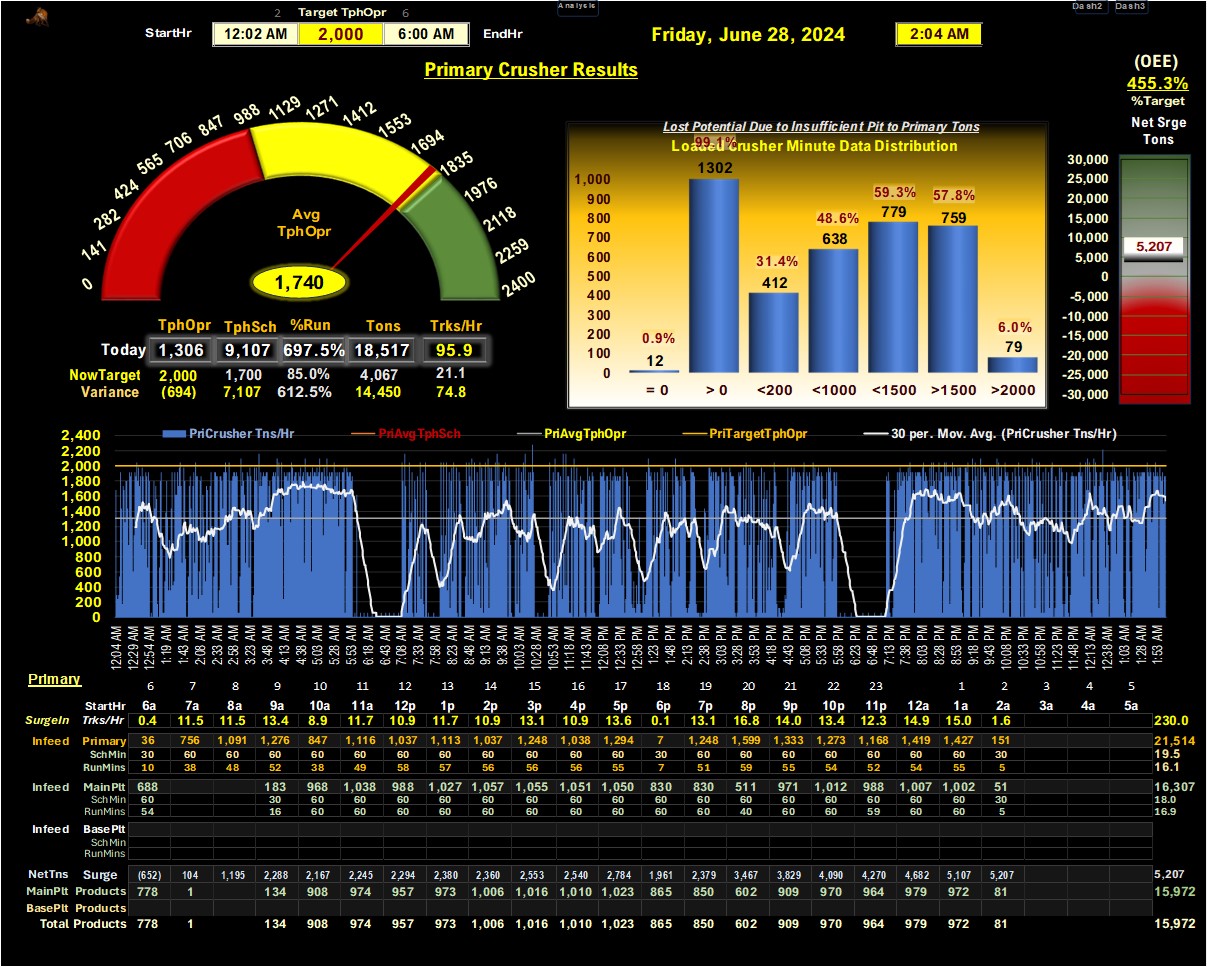 Analysis Dash2 Dash3
2 Target TphOpr 6
StartHr 12:02 AM 2,000 6:00 AM EndHr Friday, June 28, 2024 2:04 AM
Primary Crusher Results
(OEE)
455.3%
%Target
Net Srge
Tons
0 141 282 424 565 706 847 988 1129 1271 1412 1553 1694 1835 1976 2118 2259 2400
Avg
TphOpr
1,740
Lost Potential Due to Insufficient Pit to Primary Tons
Loaded Crusher Minute Data Distribution
1,000
900
800
700
600
500
400
300
200
100
0
0.9% 99.1% 31.4% 48.6% 59.3% 57.8% 6.0%
12 1302 412 638 779 759 79
= 0 > 0 <200 <1000 <1500 >1500 >2000
30,000
25,000
20,000
15,000
10,000
5,000
0
-5,000
-10,000
-15,000
-20,000
-25,000
-30,000
5,207
TphOpr TphSch %Run Tons Trks/Hr
Today 1,306 9,107 697.5% 18,517 95.9
NowTarget 2,000 1,700 85.0% 4,067 21.1
Variance (694) 7,107 612.5% 14,450 74.8
PriCrusher Tns/Hr PriAvgTphSch PriAvgTphOpr PriTargetTphOpr 30 per. Mov. Avg. (PriCrusher Tns/Hr)
2,400
2,200
2,000
1,800
1,600
1,400
1,200
1,000
800
600
400
200
0
12:04 AM 12:29 AM 12:54 AM 1:19 AM 1:43 AM 2:08 AM 2:33 AM 2:58 AM 3:23 AM 3:48 AM 4:13 AM 4:38 AM 5:03 AM 5:28 AM 5:53 AM 6:18 AM 6:43 AM 7:08 AM 7:33 AM 7:58 AM 8:23 AM 8:48 AM 9:13 AM 9:38 AM 10:03 AM 10:28 AM 10:53 AM 11:18 AM 11:43 AM 12:08 PM 12:33 PM 12:58 PM 1:23 PM 1:48 PM 2:13 PM 2:38 PM 3:03 PM 3:28 PM 3:53 PM 4:18 PM 4:43 PM 5:08 PM 5:33 PM 5:58 PM 6:23 PM 6:48 PM 7:13 PM 7:38 PM 8:03 PM 8:28 PM 8:53 PM 9:18 PM 9:43 PM 10:08 PM 10:33 PM 10:58 PM 11:23 PM 11:48 PM 12:13 AM 12:38 AM 1:03 AM 1:28 AM 1:53 AM
Primary
6 7 8 9 10 11 12 13 14 15 16 17 18 19 20 21 22 23 1 2 3 4 5
StartHr 6a 7a 8a 9a 10a 11a 12p 1p 2p 3p 4p 5p 6p 7p 8p 9p 10p 11p 12a 1a 2a 3a 4a 5a
SurgeIn Trks/Hr 0.4 11.5 11.5 13.4 8.9 11.7 10.9 11.7 10.9 13.1 10.9 13.6 0.1 13.1 16.8 14.0 13.4 12.3 14.9 15.0 1.6 230.0
Infeed Primary 36 756 1,091 1,276 847 1,116 1,037 1,113 1,037 1,248 1,038 1,294 7 1,248 1,599 1,333 1,273 1,168 1,419 1,427 151 21,514
SchMin 30 60 60 60 60 60 60 60 60 60 60 60 30 60 60 60 60 60 60 60 30 19.5
RunMins 10 38 48 52 38 49 58 57 56 56 56 55 7 51 59 55 54 52 54 55 5 16.1
Infeed MainPlt 688 183 968 1,038 988 1,027 1,057 1,055 1,051 1,050 830 830 511 971 1,012 988 1,007 1,002 51 16,307
SchMin 60 30 60 60 60 60 60 60 60 60 60 60 60 60 60 60 60 60 30 18.0
RunMins 54 16 60 60 60 60 60 60 60 60 60 60 40 60 60 59 60 60 5 16.9
Infeed BasePlt
SchMin
RunMins
NetTns Surge (652) 104 1,195 2,288 2,167 2,245 2,294 2,380 2,360 2,553 2,540 2,784 1,961 2,379 3,467 3,829 4,090 4,270 4,682 5,107 5,207 5,207
MainPlt Products 778 1 134 908 974 957 973 1,006 1,016 1,010 1,023 865 850 602 909 970 964 979 972 81 15,972
BasePlt Products
Total Products 778 1 134 908 974 957 973 1,006 1,016 1,010 1,023 865 850 602 909 970 964 979 972 81 15,972